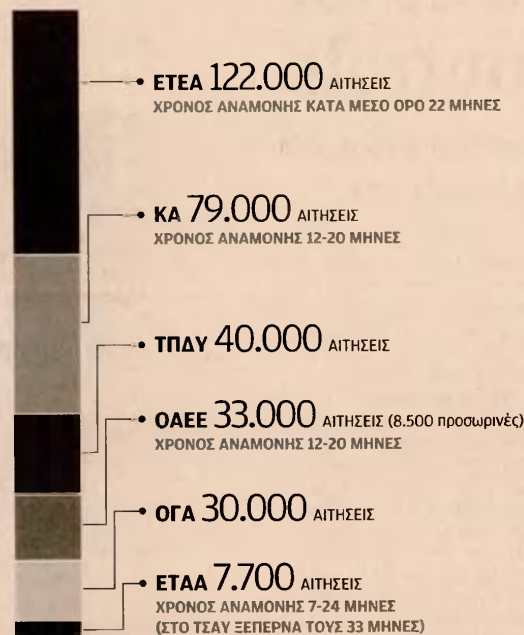 ΕΤΕΑ 122.000 ΑΙΤΗΣΕΙΣ
ΧΡΟΝΟΣ ΑΝΑΜΟΝΗΣ ΚΑΤΑ ΜΕΣΟ ΟΡΟ 22 ΜΗΝΕΣ
ΚΑ 79.000 ΑΙΤΗΣΕΙΣ
ΧΡΟΝΟΣ ΑΝΑΜΟΝΗΣ 12-20 ΜΗΝΕΣ
ΤΠΔΥ 40.000 ΑΙΤΗΣΕΙΣ
ΟΑΕΕ 33.000 ΑΙΤΗΣΕΙΣ (8.500 προσωρινές)
ΧΡΟΝΟΣ ΑΝΑΜΟΝΗΣ 12-20 ΜΗΝΕΣ
ΟΓΑ 30.000 ΑΙΤΗΣΕΙΣ
ΕΤΑΑ 7.700 ΑΙΤΗΣΕΙΣ
ΧΡΟΝΟΣ ΑΝΑΜΟΝΗΣ 7-24 ΜΗΝΕΣ
(ΣΤΟ ΤΣΑΥ ΞΕΠΕΡΝΑ ΤΟΥΣ 33 ΜΗΝΕΣ)